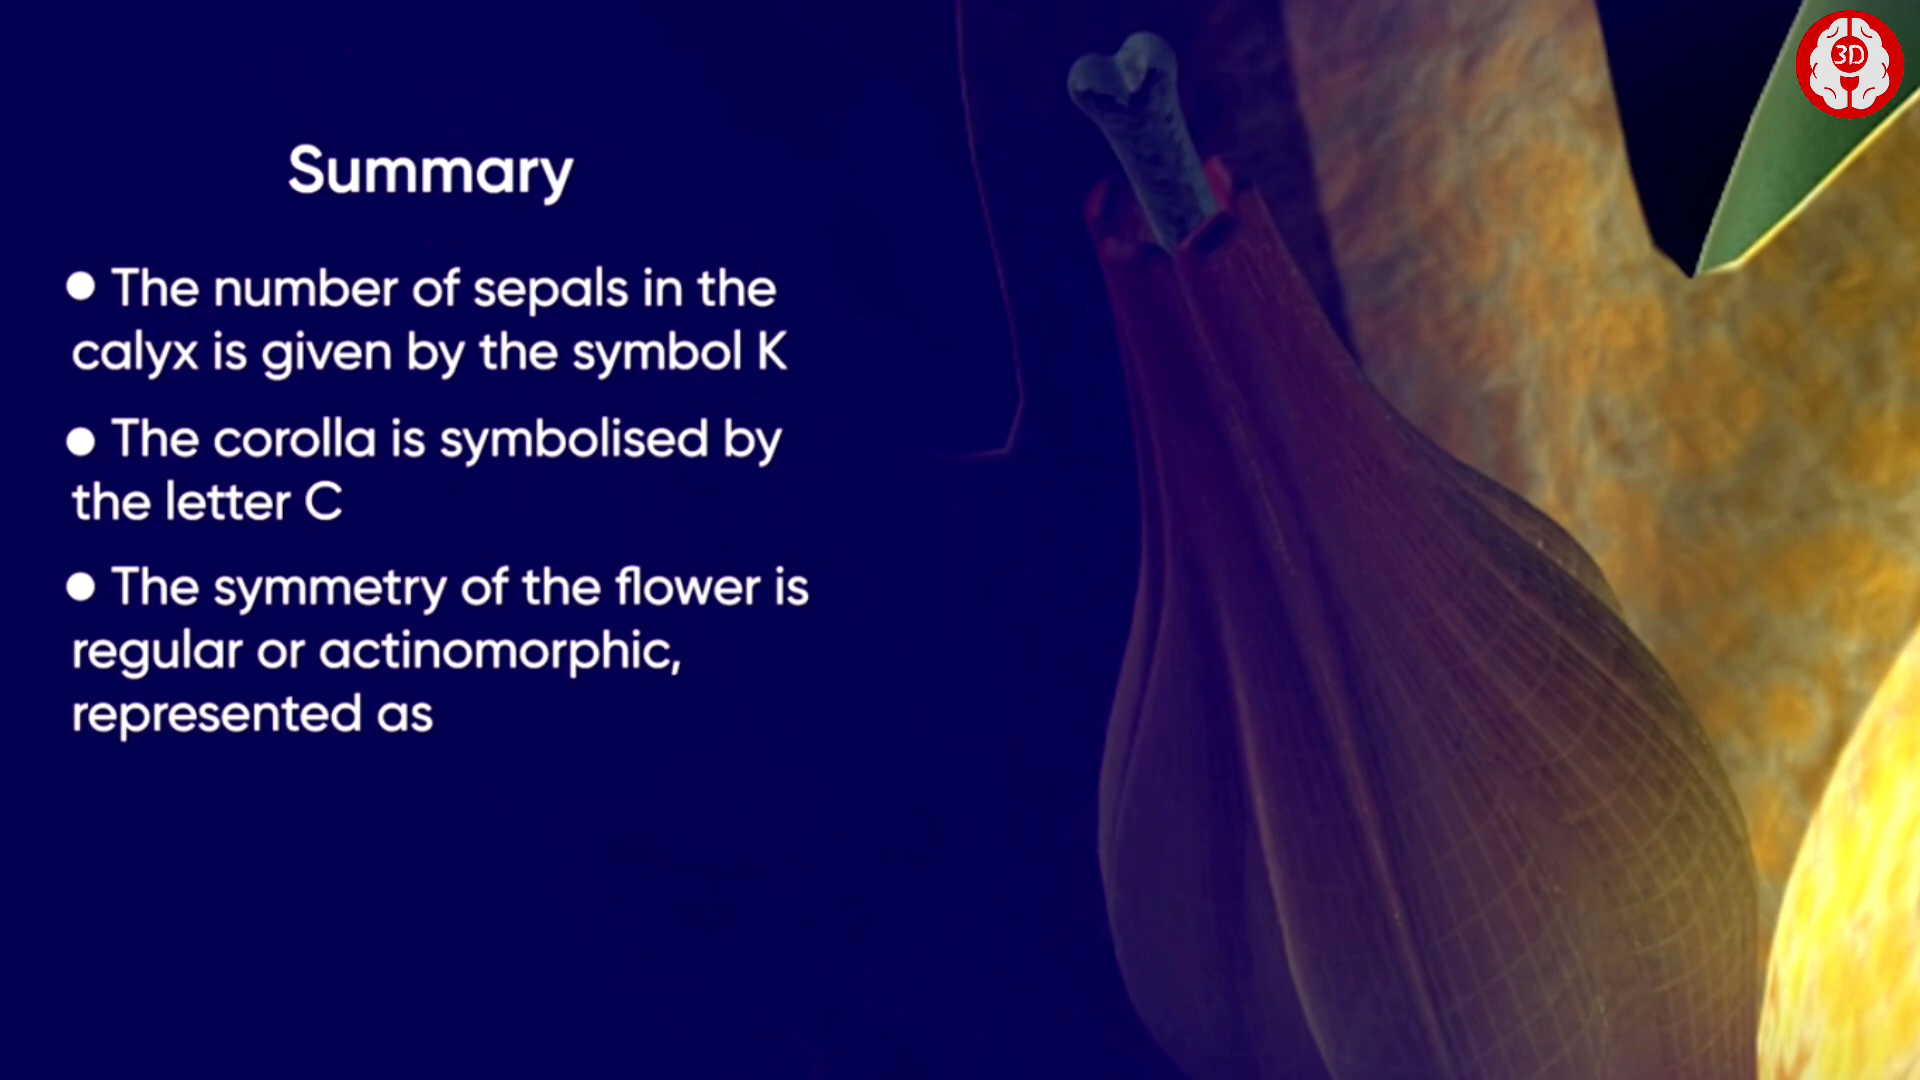 3D
Summary
● The number of sepals in the
calyx is given by the symbol K
● The corolla is symbolised by
the letter C
● The symmetry of the flower is
regular or actinomorphic,
represented as